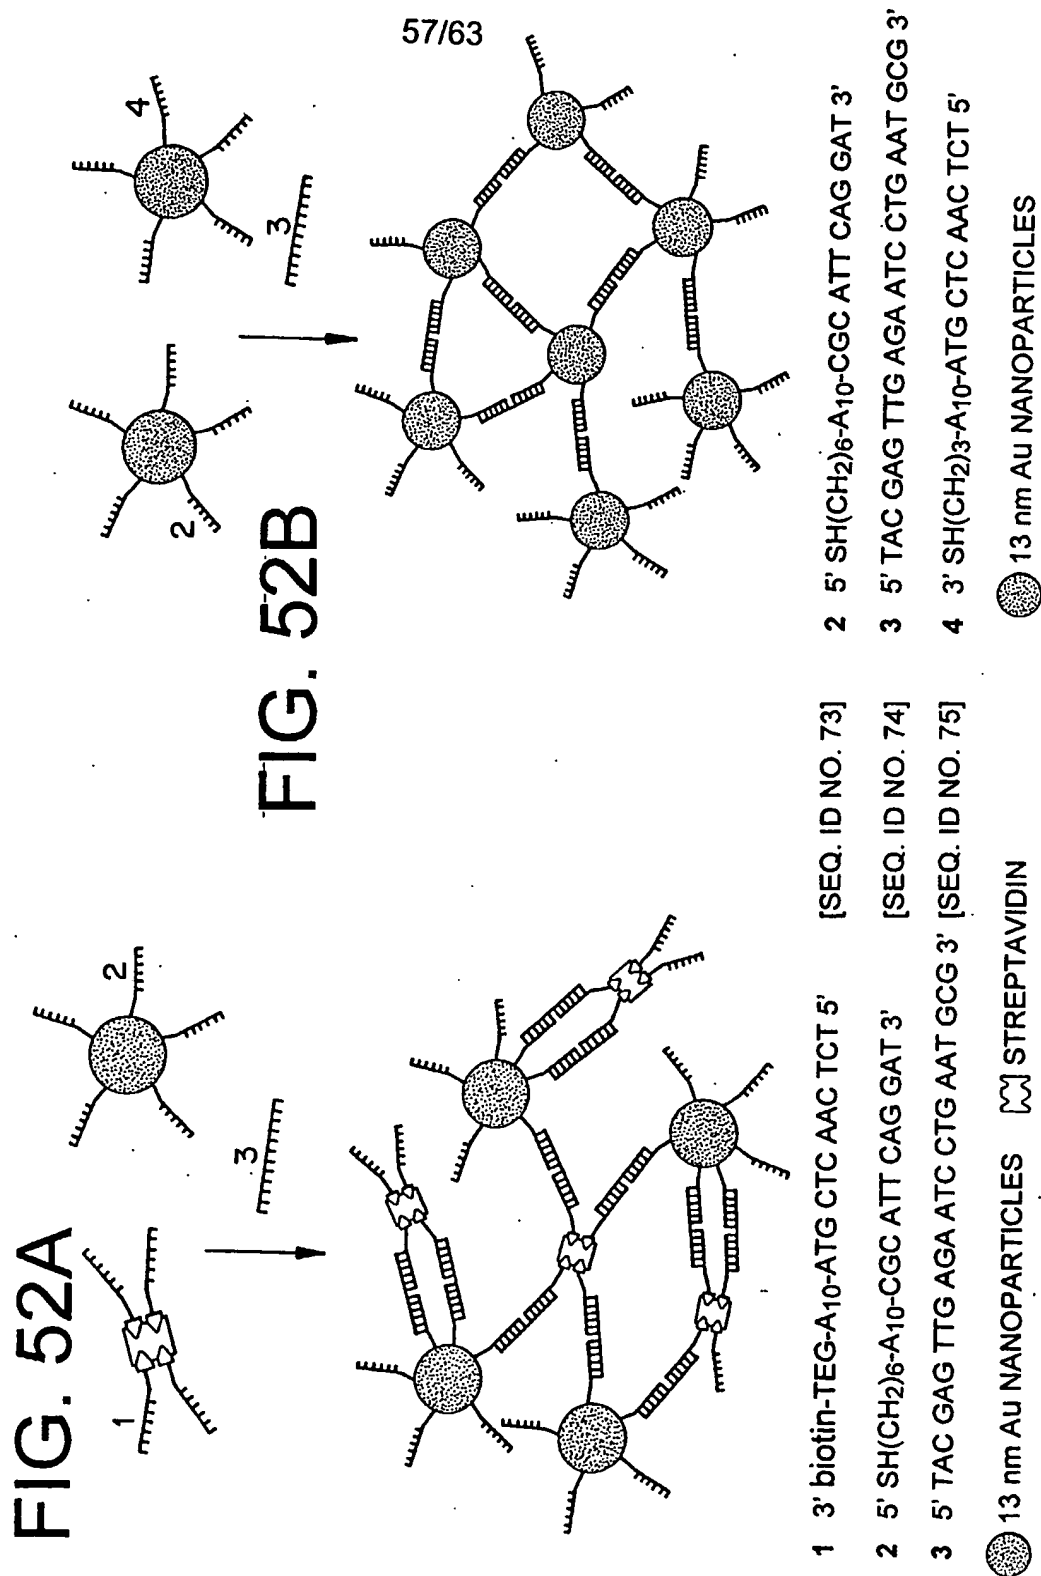 57/63
FIG. 52A
1
2
3
1 3' biotin-TEG-A10-ATG CTC AAC TCT 5' [SEQ. ID NO. 73]
2 5' SH(CH2)6-A10-CGC ATT CAG GAT 3' [SEQ. ID NO. 74]
3 5' TAC GAG TTG AGA ATC CTG AAT GCG 3' [SEQ. ID NO. 75]
13 nm Au NANOPARTICLES STREPTAVIDIN
FIG. 52B
2
4
3
2 5' SH(CH2)6-A10-CGC ATT CAG GAT 3'
3 5' TAC GAG TTG AGA ATC CTG AAT GCG 3'
4 3' SH(CH2)3-A10-ATG CTC AAC TCT 5'
13 nm Au NANOPARTICLES